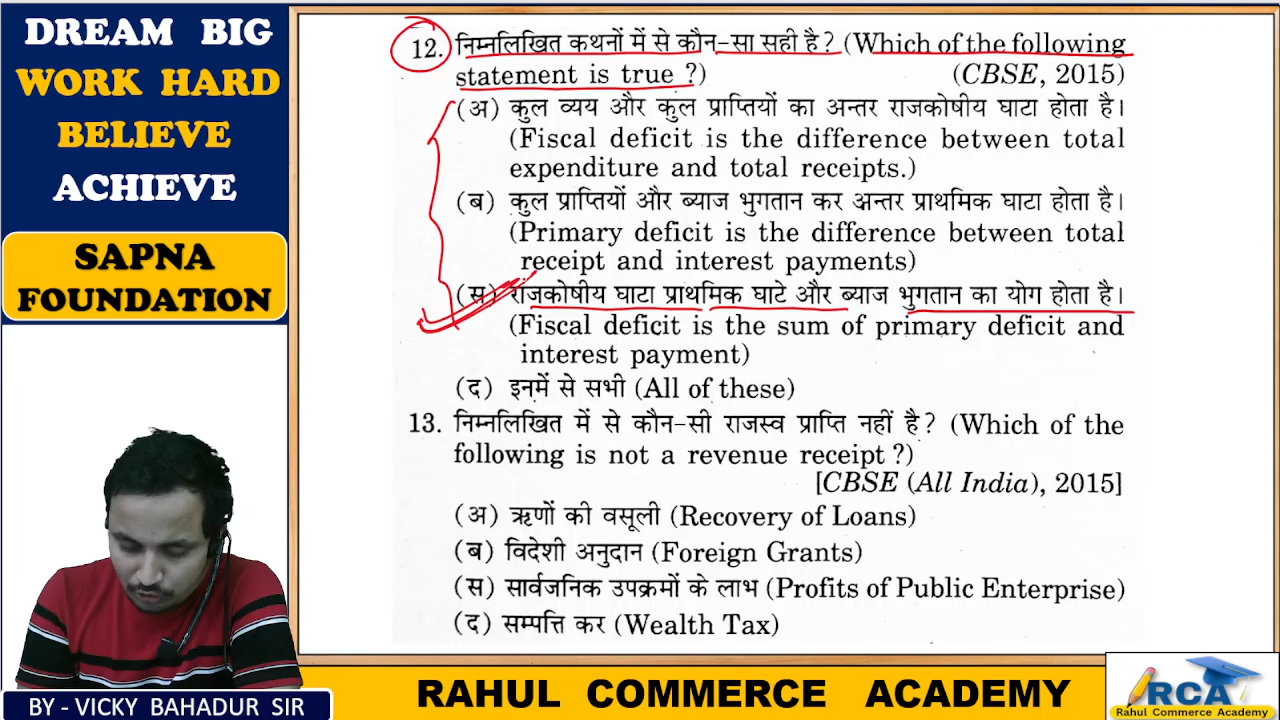 DREAM BIG
WORK HARD
BELIEVE
ACHIEVE
SAPNA
FOUNDATION
12. निम्नलिखित कथनों में से कौन-सा सही है? (Which of the following
statement is true ?) (CBSE, 2015)
(अ) कुल व्यय और कुल प्राप्तियों का अन्तर राजकोषीय घाटा होता है।
(Fiscal deficit is the difference between total
expenditure and total receipts.)
(ब) कुल प्राप्तियों और ब्याज भुगतान कर अन्तर प्राथमिक घाटा होता है।
(Primary deficit is the difference between total
receipt and interest payments)
(स) राजकोषीय घाटा प्राथमिक घाटे और ब्याज भुगतान का योग होता है।
(Fiscal deficit is the sum of primary deficit and
interest payment)
(द) इनमें से सभी (All of these)
13. निम्नलिखित में से कौन-सी राजस्व प्राप्ति नहीं है? (Which of the
following is not a revenue receipt ?)
[CBSE (All India), 2015]
(अ) ऋणों की वसूली (Recovery of Loans)
(ब) विदेशी अनुदान (Foreign Grants)
(स) सार्वजनिक उपक्रमों के लाभ (Profits of Public Enterprise)
(द) सम्पत्ति कर (Wealth Tax)
BY - VICKY BAHADUR SIR
RAHUL COMMERCE ACADEMY
RCA
Rahul Commerce Academy